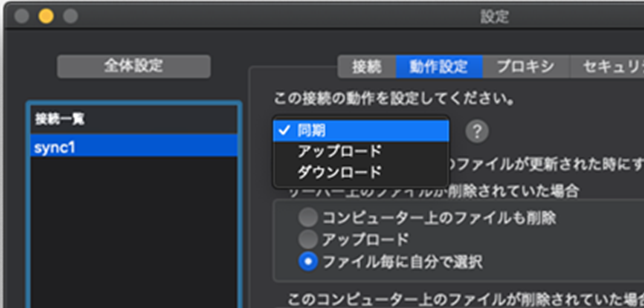 設定
全体設定
接続 動作設定 プロキシ セキュリ
この接続の動作を設定してください。
接続一覧
sync1
✓ 同期
?
アップロード
ダウンロード
のファイルが更新された時にす
サーバー上のファイルが削除されていた場合
コンピューター上のファイルも削除
アップロード
ファイル毎に自分で選択
このコンピューター上のファイルが削除されていた場